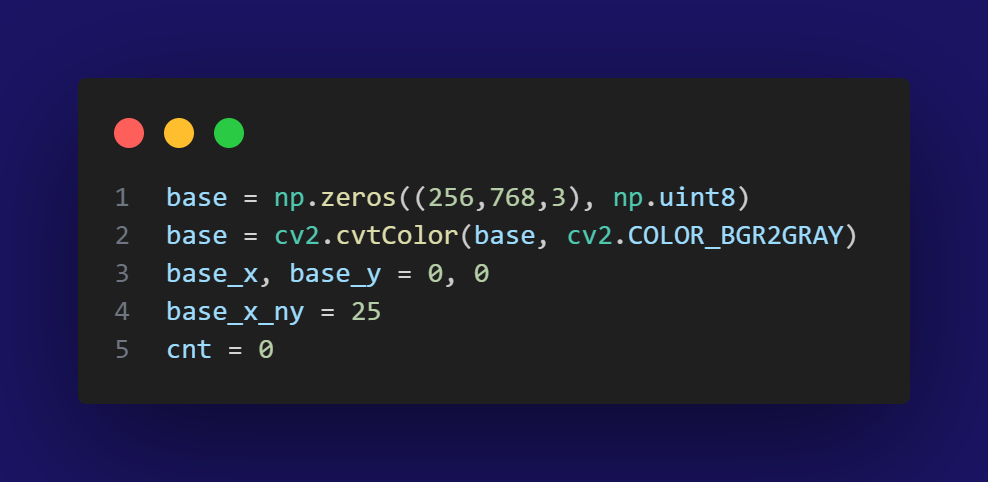 1 base = np.zeros((256,768,3), np.uint8)
2 base = cv2.cvtColor(base, cv2.COLOR_BGR2GRAY)
3 base_x, base_y = 0, 0
4 base_x_ny = 25
5 cnt = 0